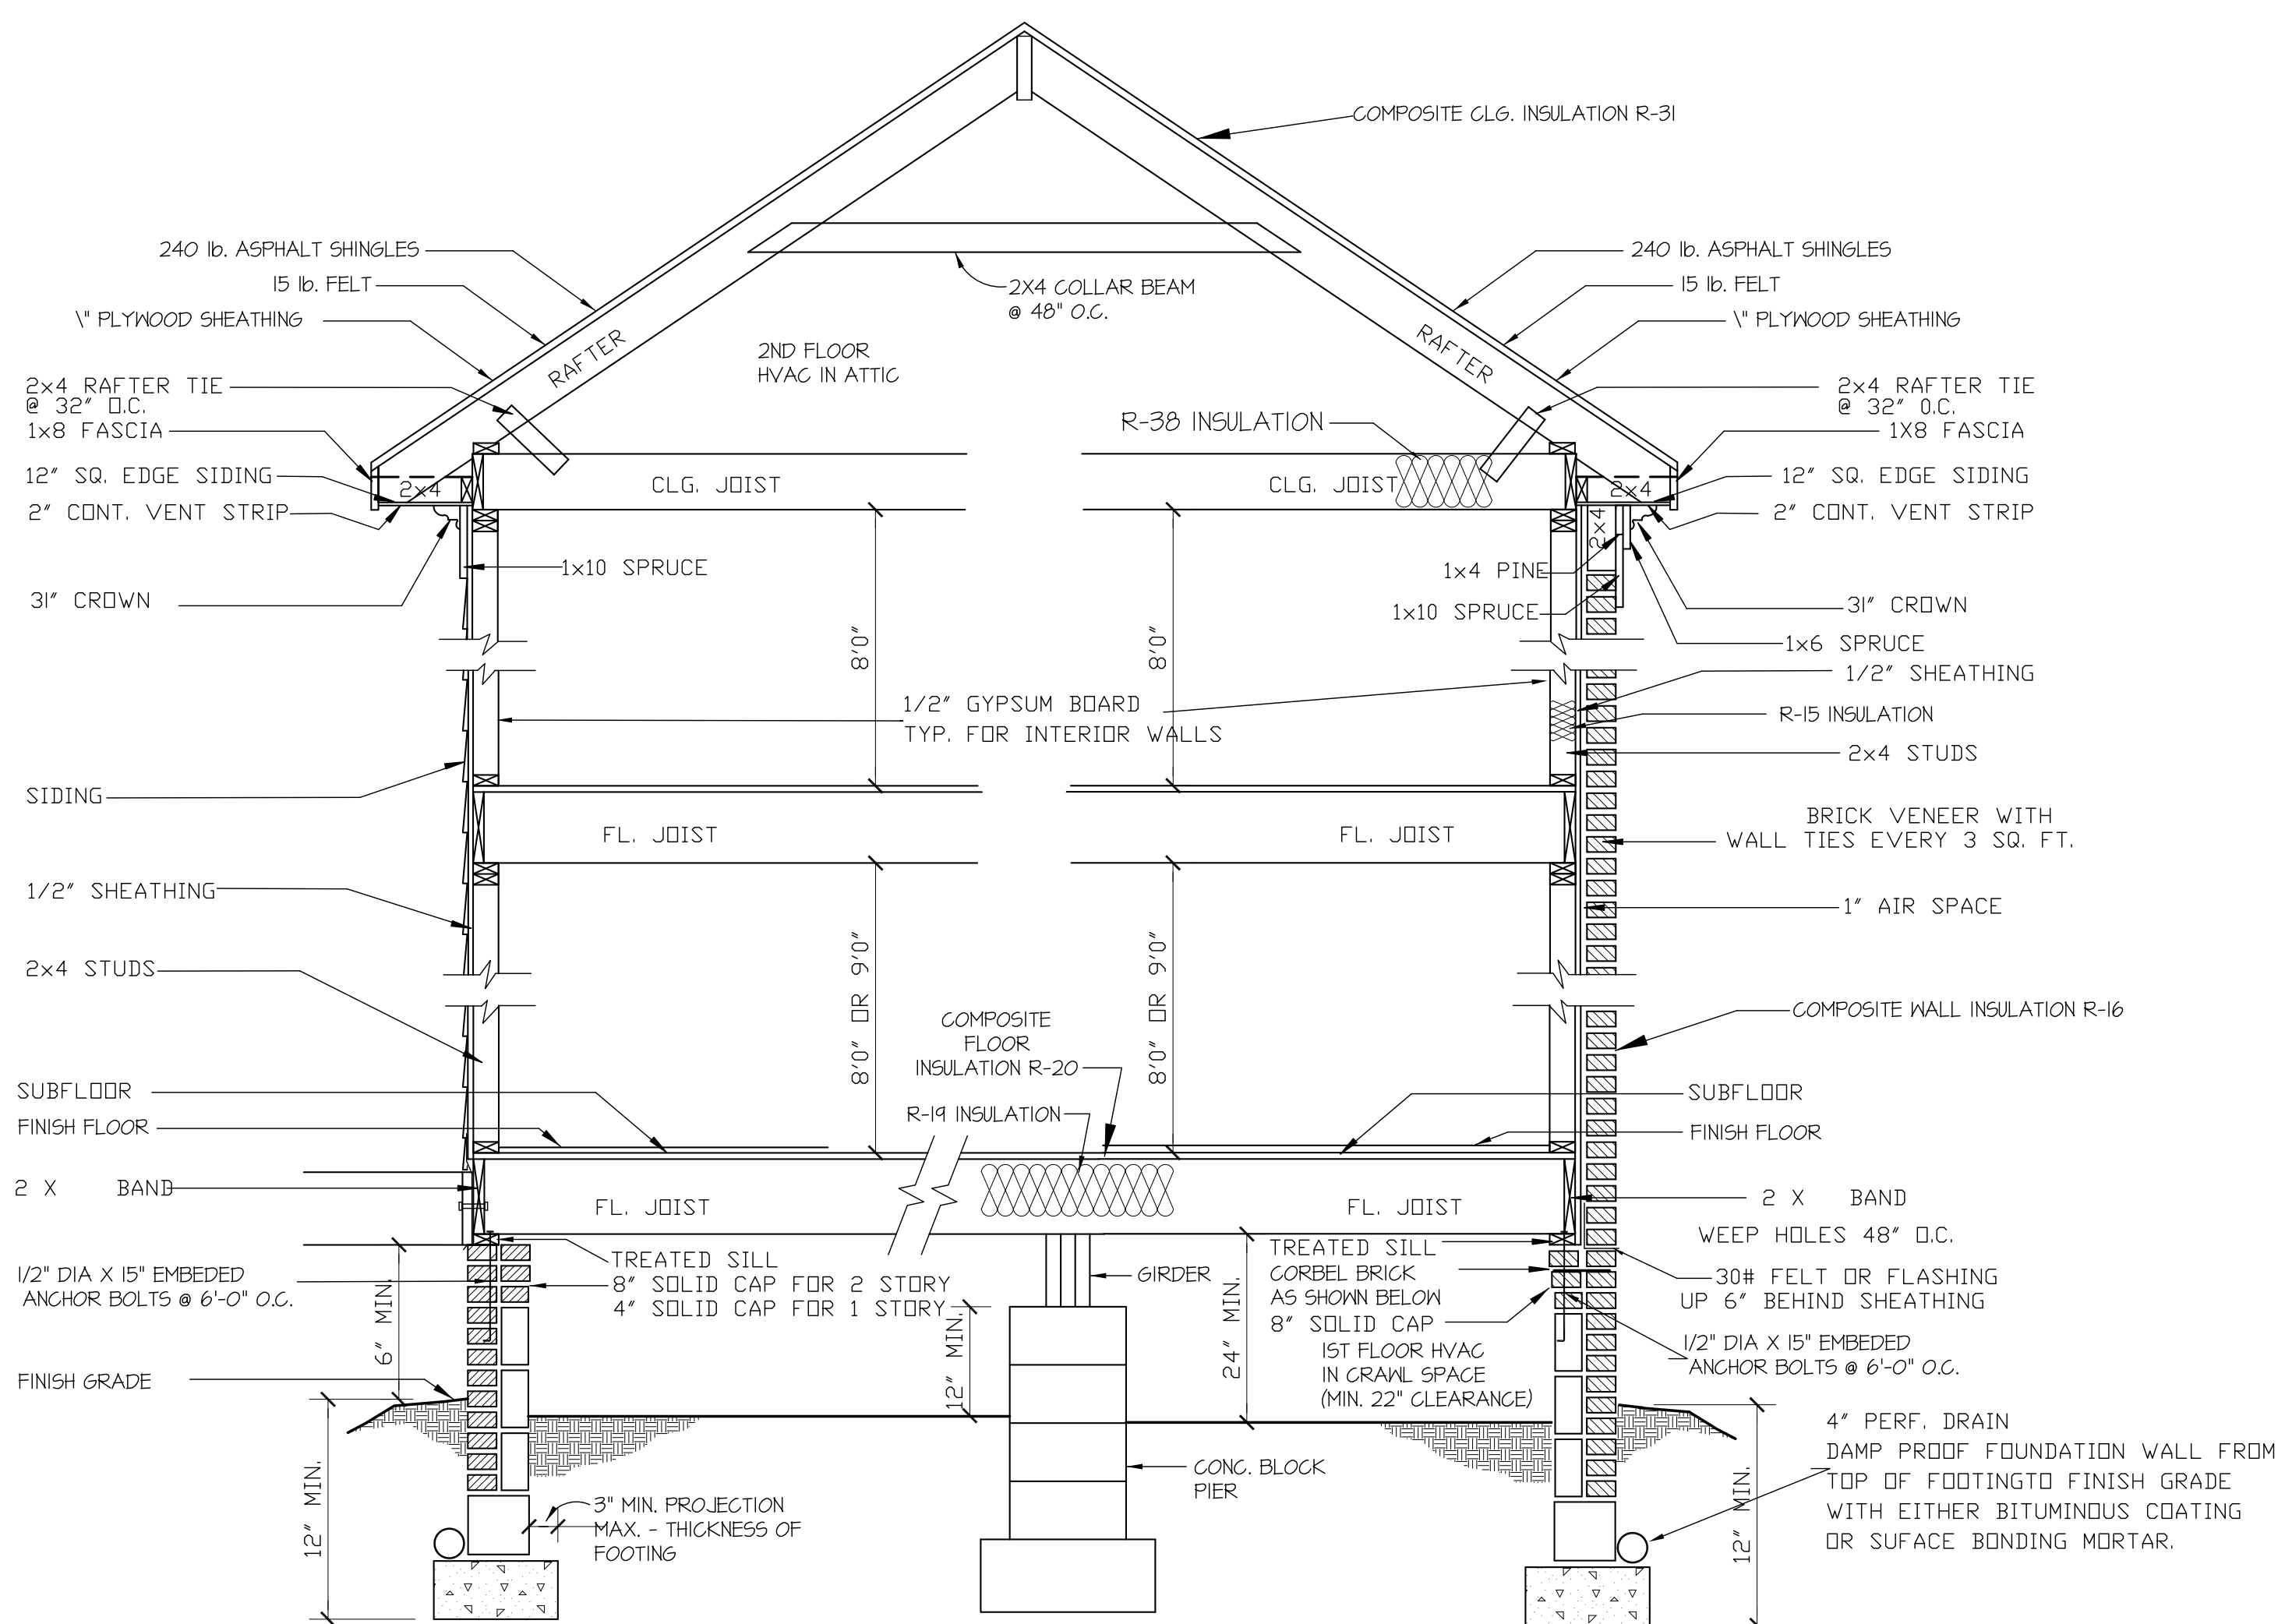 COMPOSITE CLG. INSULATION R-31
240 lb. ASPHALT SHINGLES
15 lb. FELT
\" PLYWOOD SHEATHING
2x4 RAFTER TIE
@ 32" O.C.
1x8 FASCIA
12" SQ. EDGE SIDING
2" CONT. VENT STRIP
31" CROWN
SIDING
1/2" SHEATHING
2x4 STUDS
SUBFLOOR
FINISH FLOOR
2 X BAND
1/2" DIA X 15" EMBEDED
ANCHOR BOLTS @ 6'-0" O.C.
FINISH GRADE
12" MIN.
6" MIN.
RAFTER
2x4
1x10 SPRUCE
2X4 COLLAR BEAM
@ 48" O.C.
2ND FLOOR
HVAC IN ATTIC
R-38 INSULATION
RAFTER
CLG. JOIST
CLG. JOIST
8'0"
8'0"
1/2" GYPSUM BOARD
TYP. FOR INTERIOR WALLS
FL. JOIST
FL. JOIST
8'0" OR 9'0"
8'0" OR 9'0"
COMPOSITE
FLOOR
INSULATION R-20
R-19 INSULATION
FL. JOIST
FL. JOIST
TREATED SILL
8" SOLID CAP FOR 2 STORY
4" SOLID CAP FOR 1 STORY
12" MIN.
GIRDER
24" MIN.
TREATED SILL
CORBEL BRICK
AS SHOWN BELOW
8" SOLID CAP
1ST FLOOR HVAC
IN CRAWL SPACE
(MIN. 22" CLEARANCE)
CONC. BLOCK
PIER
3" MIN. PROJECTION
MAX. - THICKNESS OF
FOOTING
240 lb. ASPHALT SHINGLES
15 lb. FELT
\" PLYWOOD SHEATHING
2x4 RAFTER TIE
@ 32" O.C.
1X8 FASCIA
12" SQ. EDGE SIDING
2x4
2" CONT. VENT STRIP
2x4
1x4 PINE
1x10 SPRUCE
31" CROWN
1x6 SPRUCE
1/2" SHEATHING
R-15 INSULATION
2x4 STUDS
BRICK VENEER WITH
WALL TIES EVERY 3 SQ. FT.
1" AIR SPACE
COMPOSITE WALL INSULATION R-16
SUBFLOOR
FINISH FLOOR
2 X BAND
WEEP HOLES 48" O.C.
30# FELT OR FLASHING
UP 6" BEHIND SHEATHING
1/2" DIA X 15" EMBEDED
ANCHOR BOLTS @ 6'-0" O.C.
12" MIN.
4" PERF. DRAIN
DAMP PROOF FOUNDATION WALL FROM
TOP OF FOOTINGTO FINISH GRADE
WITH EITHER BITUMINOUS COATING
OR SUFACE BONDING MORTAR.